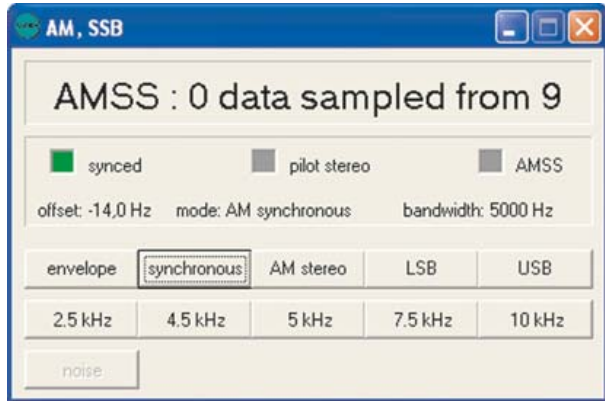 AM, SSB
AMSS : 0 data sampled from 9
synced pilot stereo AMSS
offset: -14,0 Hz mode: AM synchronous bandwidth: 5000 Hz
envelope synchronous AM stereo LSB USB
2.5 kHz 4.5 kHz 5 kHz 7.5 kHz 10 kHz
noise